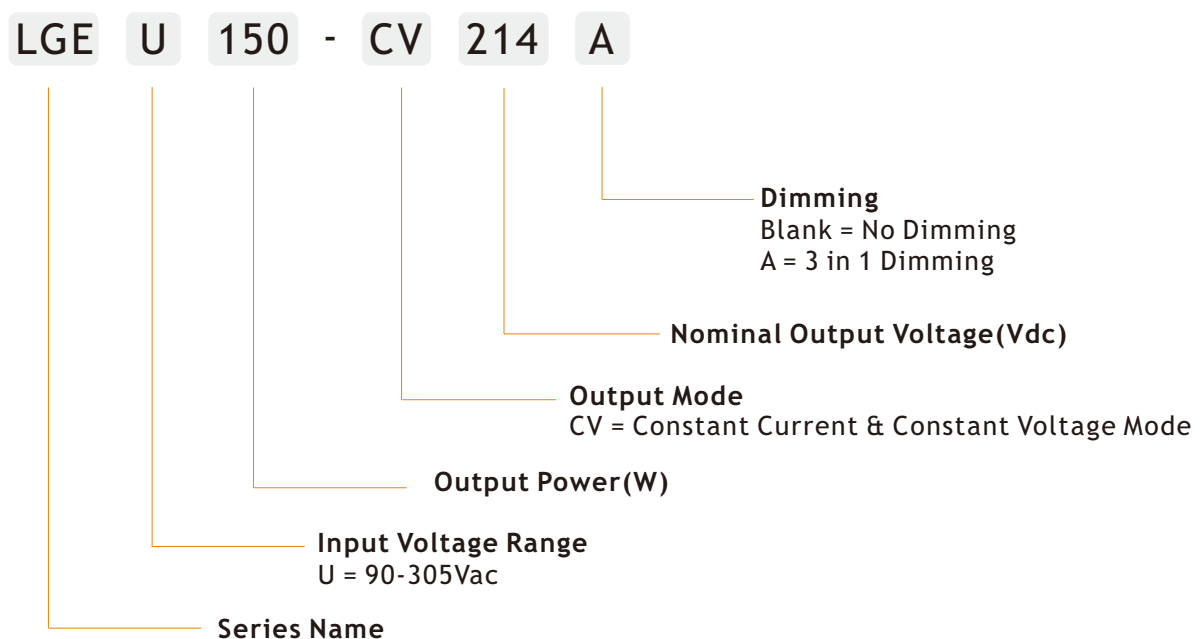 LGE U 150 - CV 214 A
Dimming
Blank = No Dimming
A = 3 in 1 Dimming
Nominal Output Voltage(Vdc)
Output Mode
CV = Constant Current & Constant Voltage Mode
Output Power(W)
Input Voltage Range
U = 90-305Vac
Series Name